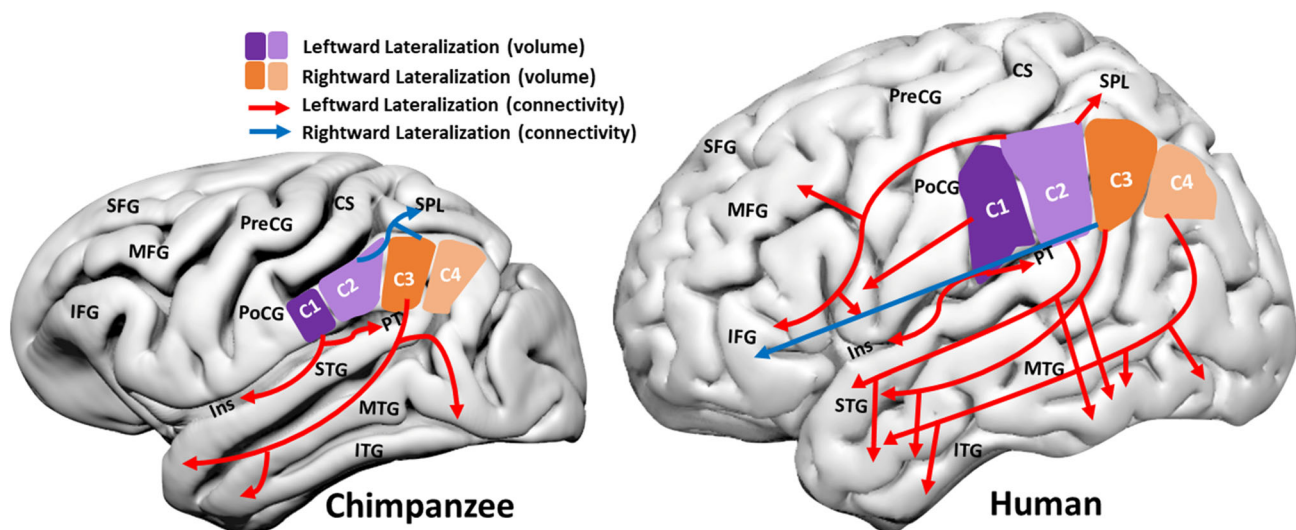 Leftward Lateralization (volume)
Rightward Lateralization (volume)
Leftward Lateralization (connectivity)
Rightward Lateralization (connectivity)
SFG
MFG
PreCG
CS
SPL
IFG
PoCG
C1
C2
C3
C4
PT
STG
Ins
MTG
ITG
Chimpanzee
CS
SPL
PreCG
SFG
PoCG
MFG
C1
C2
C3
C4
PT
IFG
Ins
MTG
STG
ITG
Human